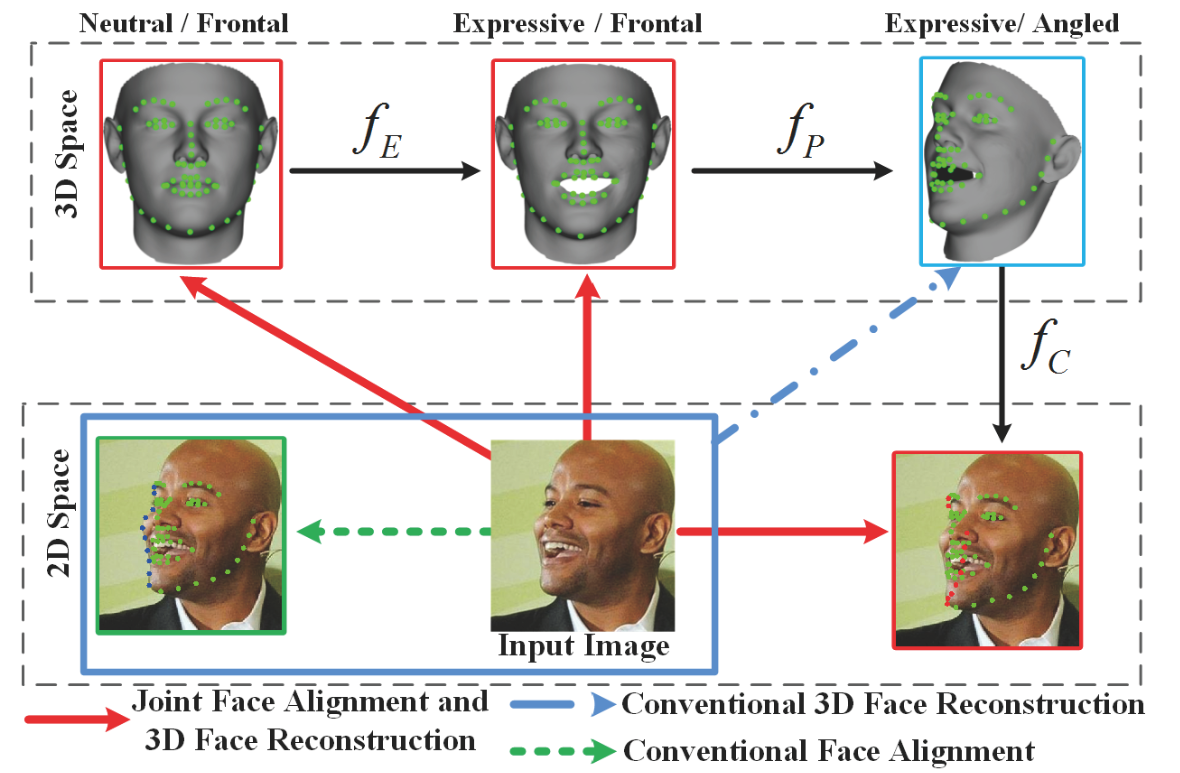 Neutral / Frontal
Expressive / Frontal
Expressive/ Angled
3D Space
f_E
f_P
f_C
2D Space
Input Image
Joint Face Alignment and
3D Face Reconstruction
Conventional 3D Face Reconstruction
Conventional Face Alignment